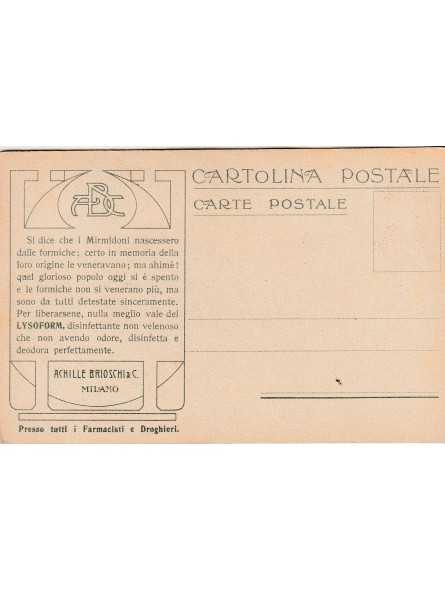 ABC
Si dice che i Mirmidoni nascessero
dalle formiche; certo in memoria della
loro origine le veneravano; ma ahimè!
quel glorioso popolo oggi si è spento
e le formiche non si venerano più, ma
sono da tutti detestate sinceramente.
Per liberarsene, nulla meglio vale del
LYSOFORM, disinfettante non velenoso
che non avendo odore, disinfetta e
deodora perfettamente.
ACHILLE BRIOSCHI & C.
MILANO
Presso tutti i Farmacisti e Droghieri.
CARTOLINA POSTALE
CARTE POSTALE